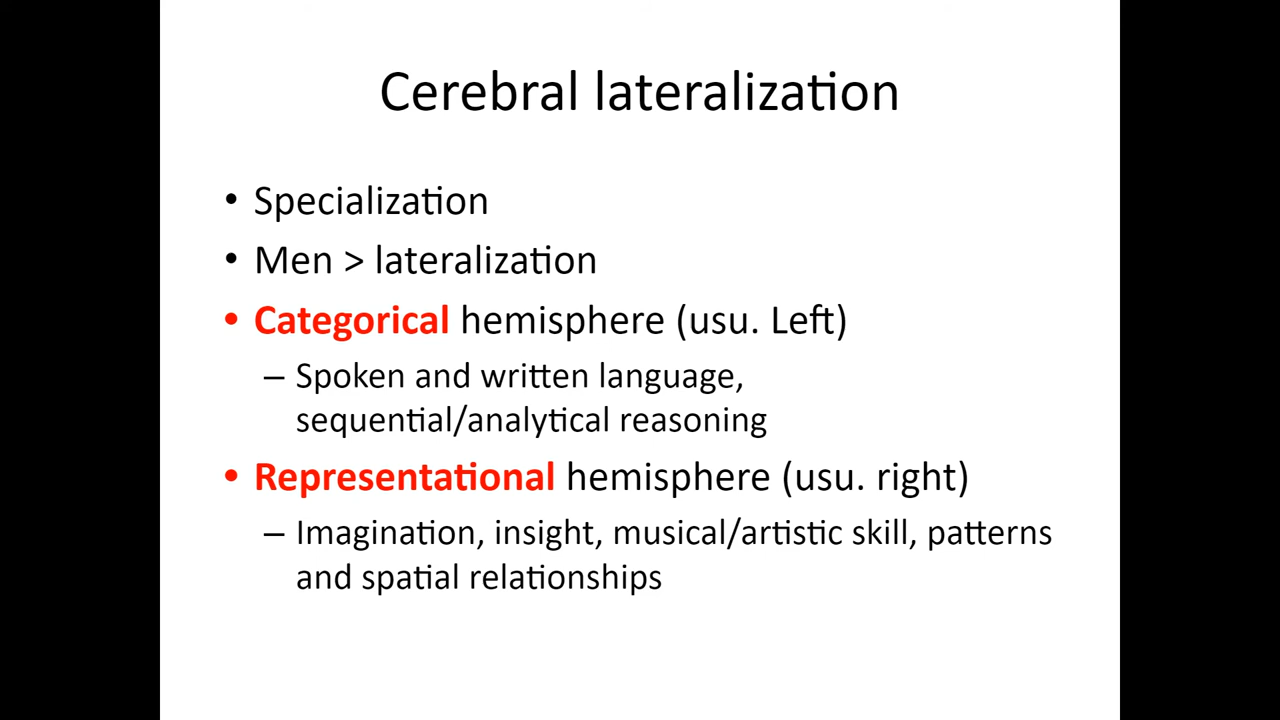 Cerebral lateralization
• Specialization
• Men > lateralization
• Categorical hemisphere (usu. Left)
– Spoken and written language,
sequential/analytical reasoning
• Representational hemisphere (usu. right)
– Imagination, insight, musical/artistic skill, patterns
and spatial relationships